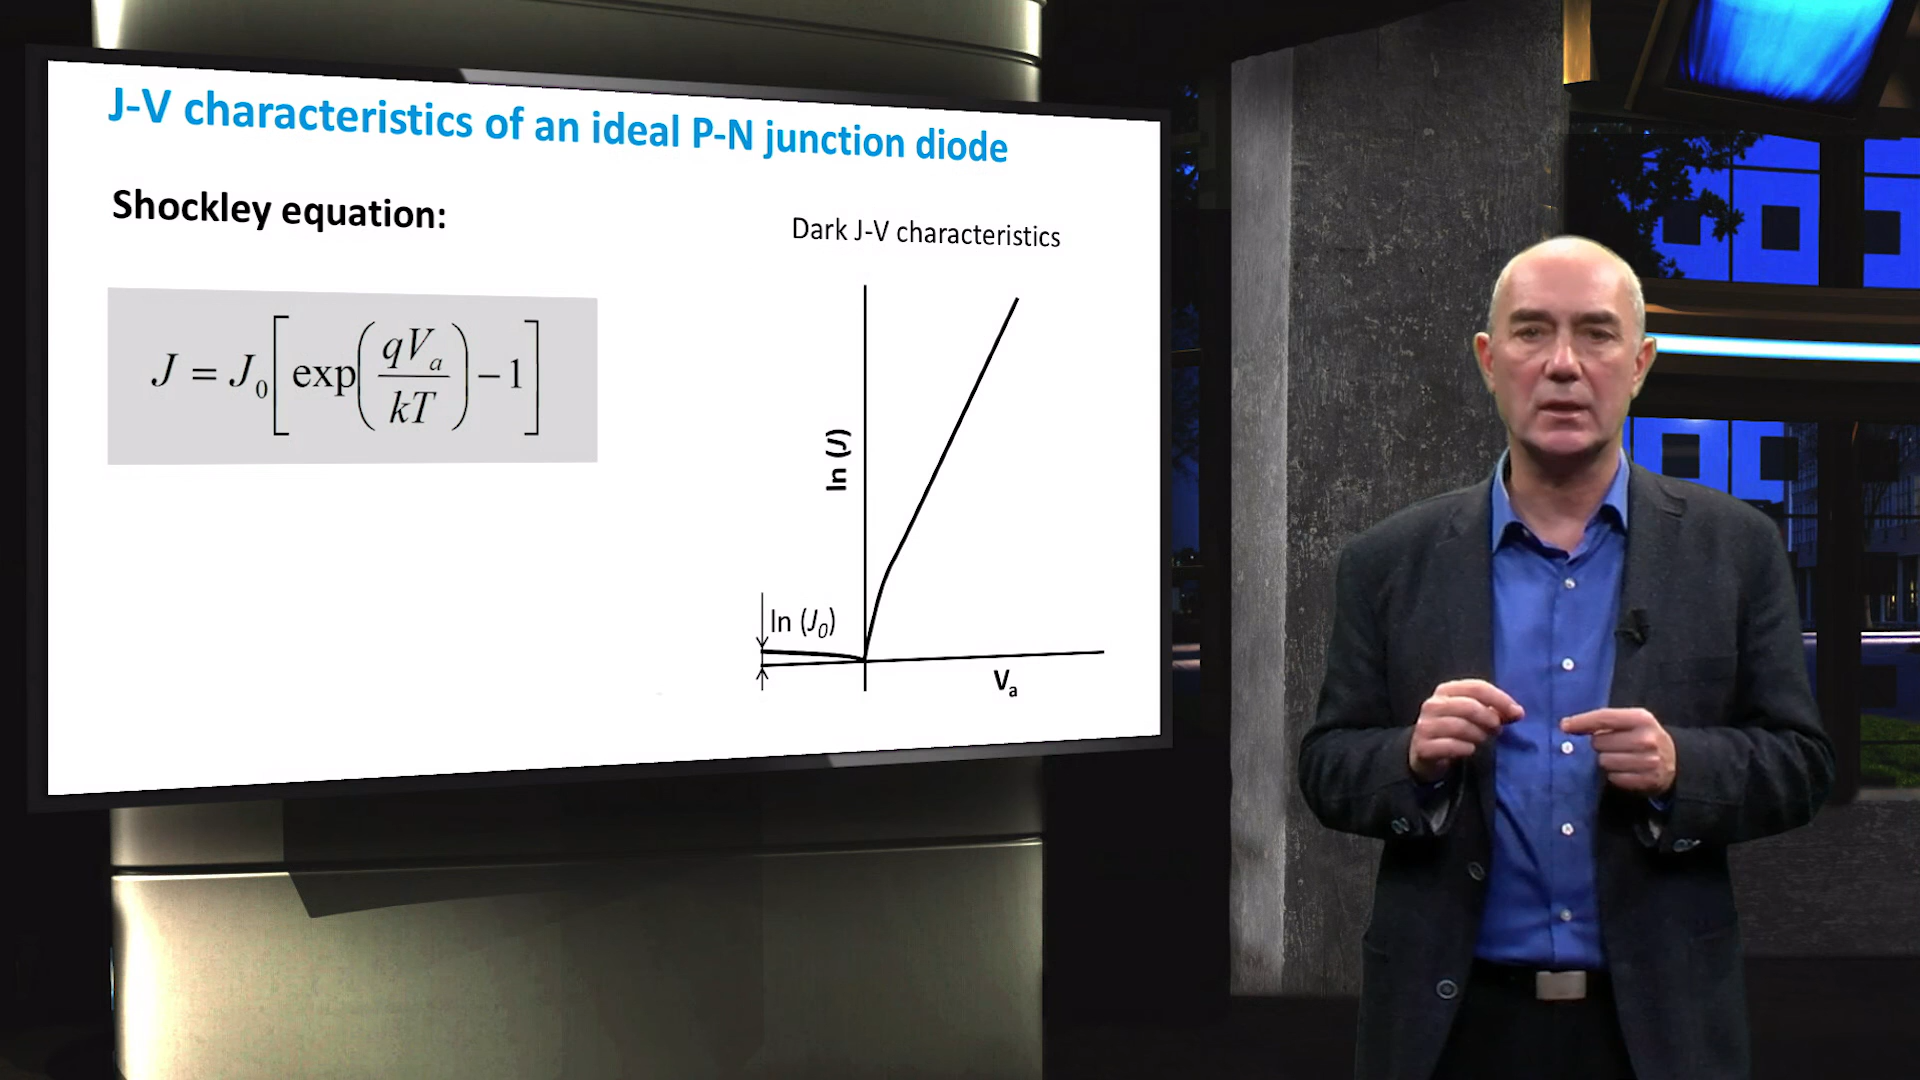 J-V characteristics of an ideal P-N junction diode
Shockley equation:
Dark J-V characteristics
J = J₀[exp(qVₐ/kT)−1]
ln (J)
ln (J₀)
Vₐ